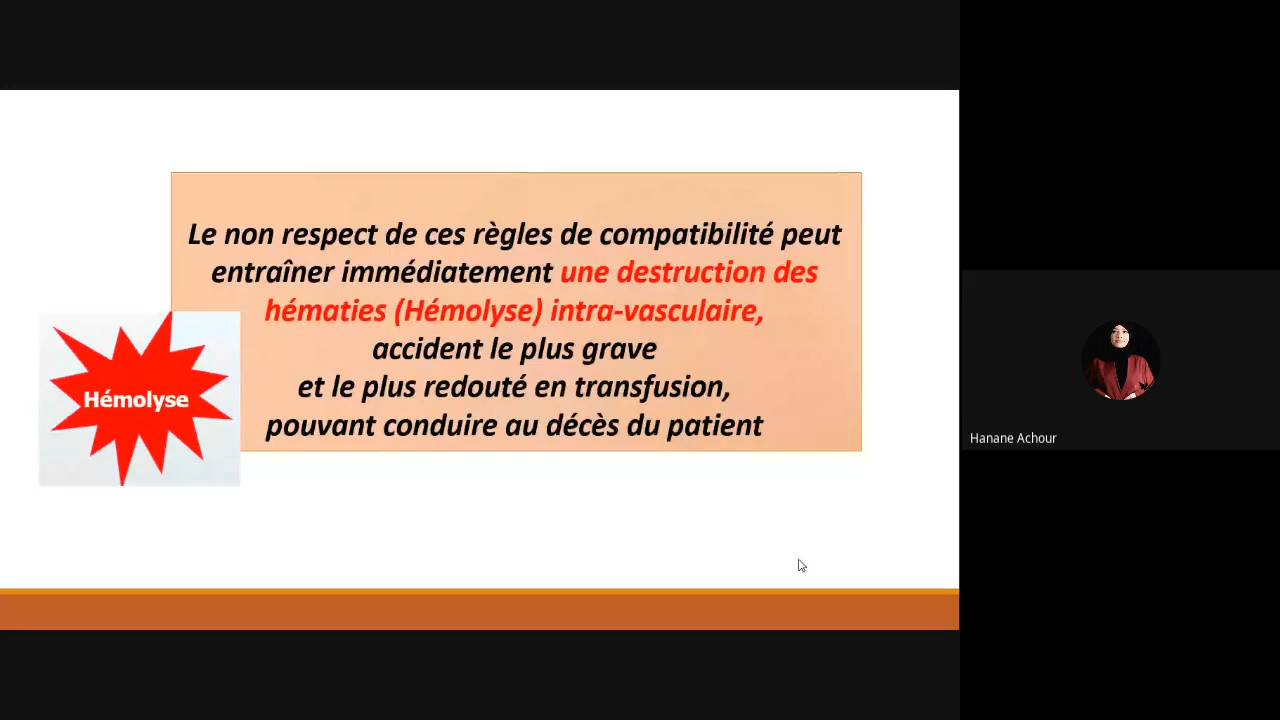 Le non respect de ces règles de compatibilité peut
entraîner immédiatement une destruction des
hématies (Hémolyse) intra-vasculaire,
accident le plus grave
et le plus redouté en transfusion,
pouvant conduire au décès du patient
Hémolyse
Hanane Achour